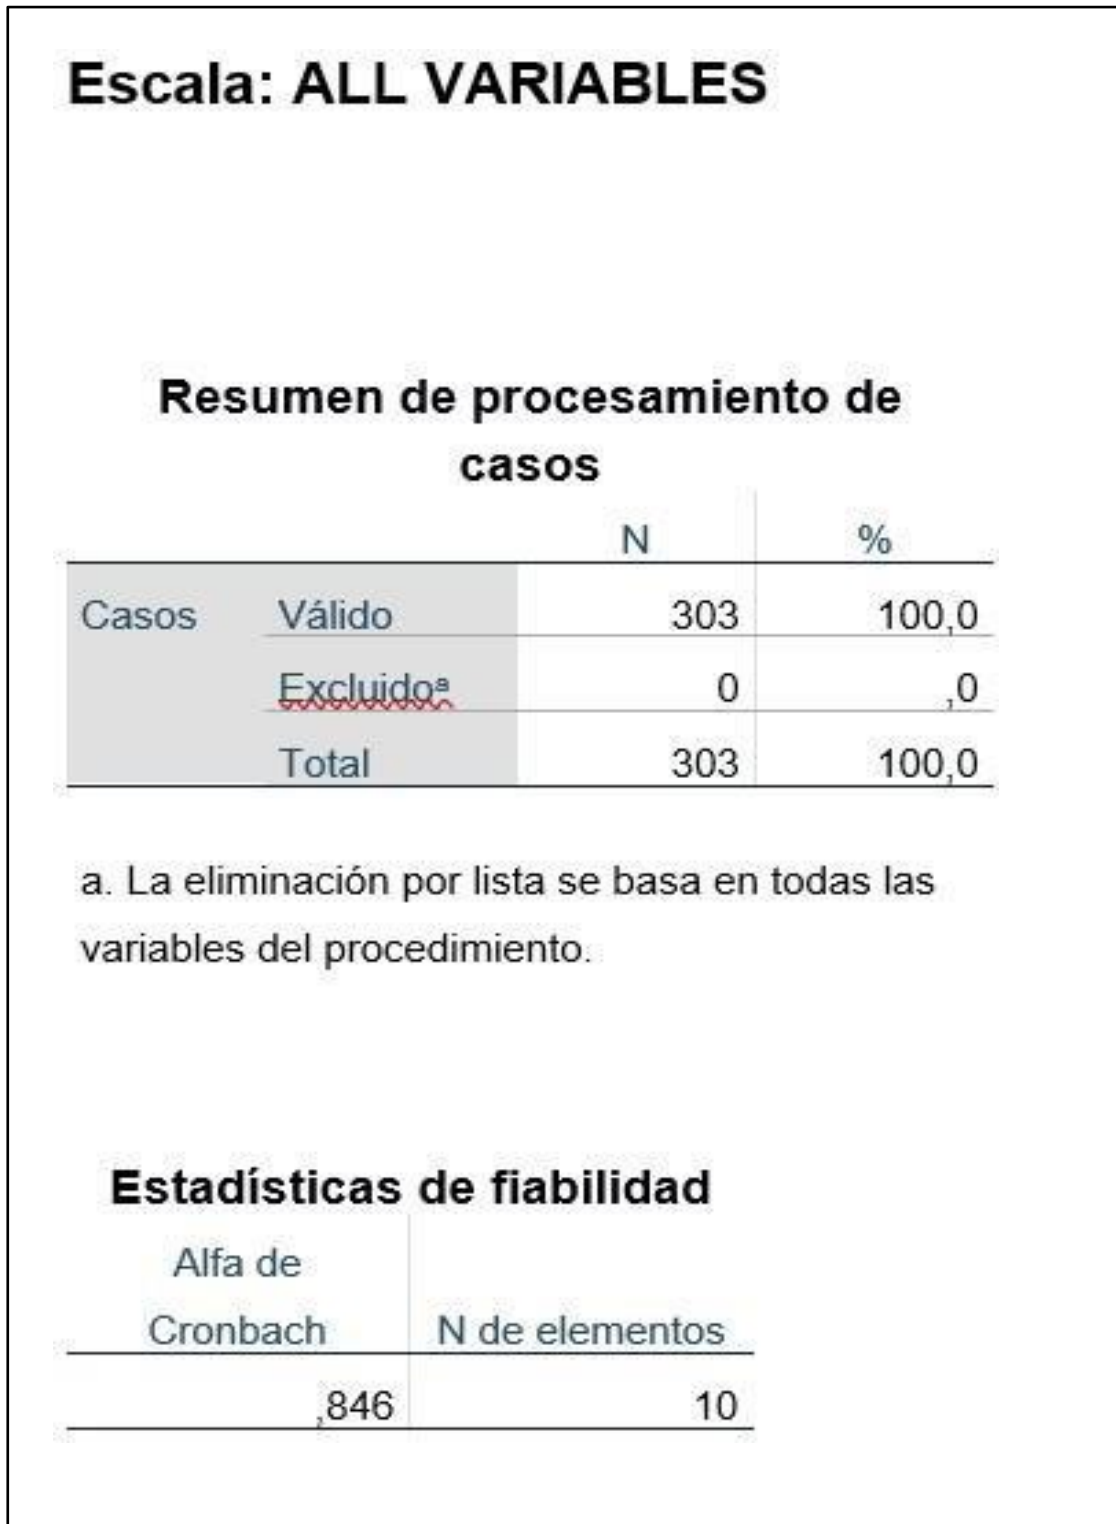 Escala: ALL VARIABLES
Resumen de procesamiento de
casos
N %
Casos Válido 303 100,0
Excluidoª 0 ,0
Total 303 100,0
a. La eliminación por lista se basa en todas las
variables del procedimiento.
Estadísticas de fiabilidad
Alfa de
Cronbach N de elementos
,846 10